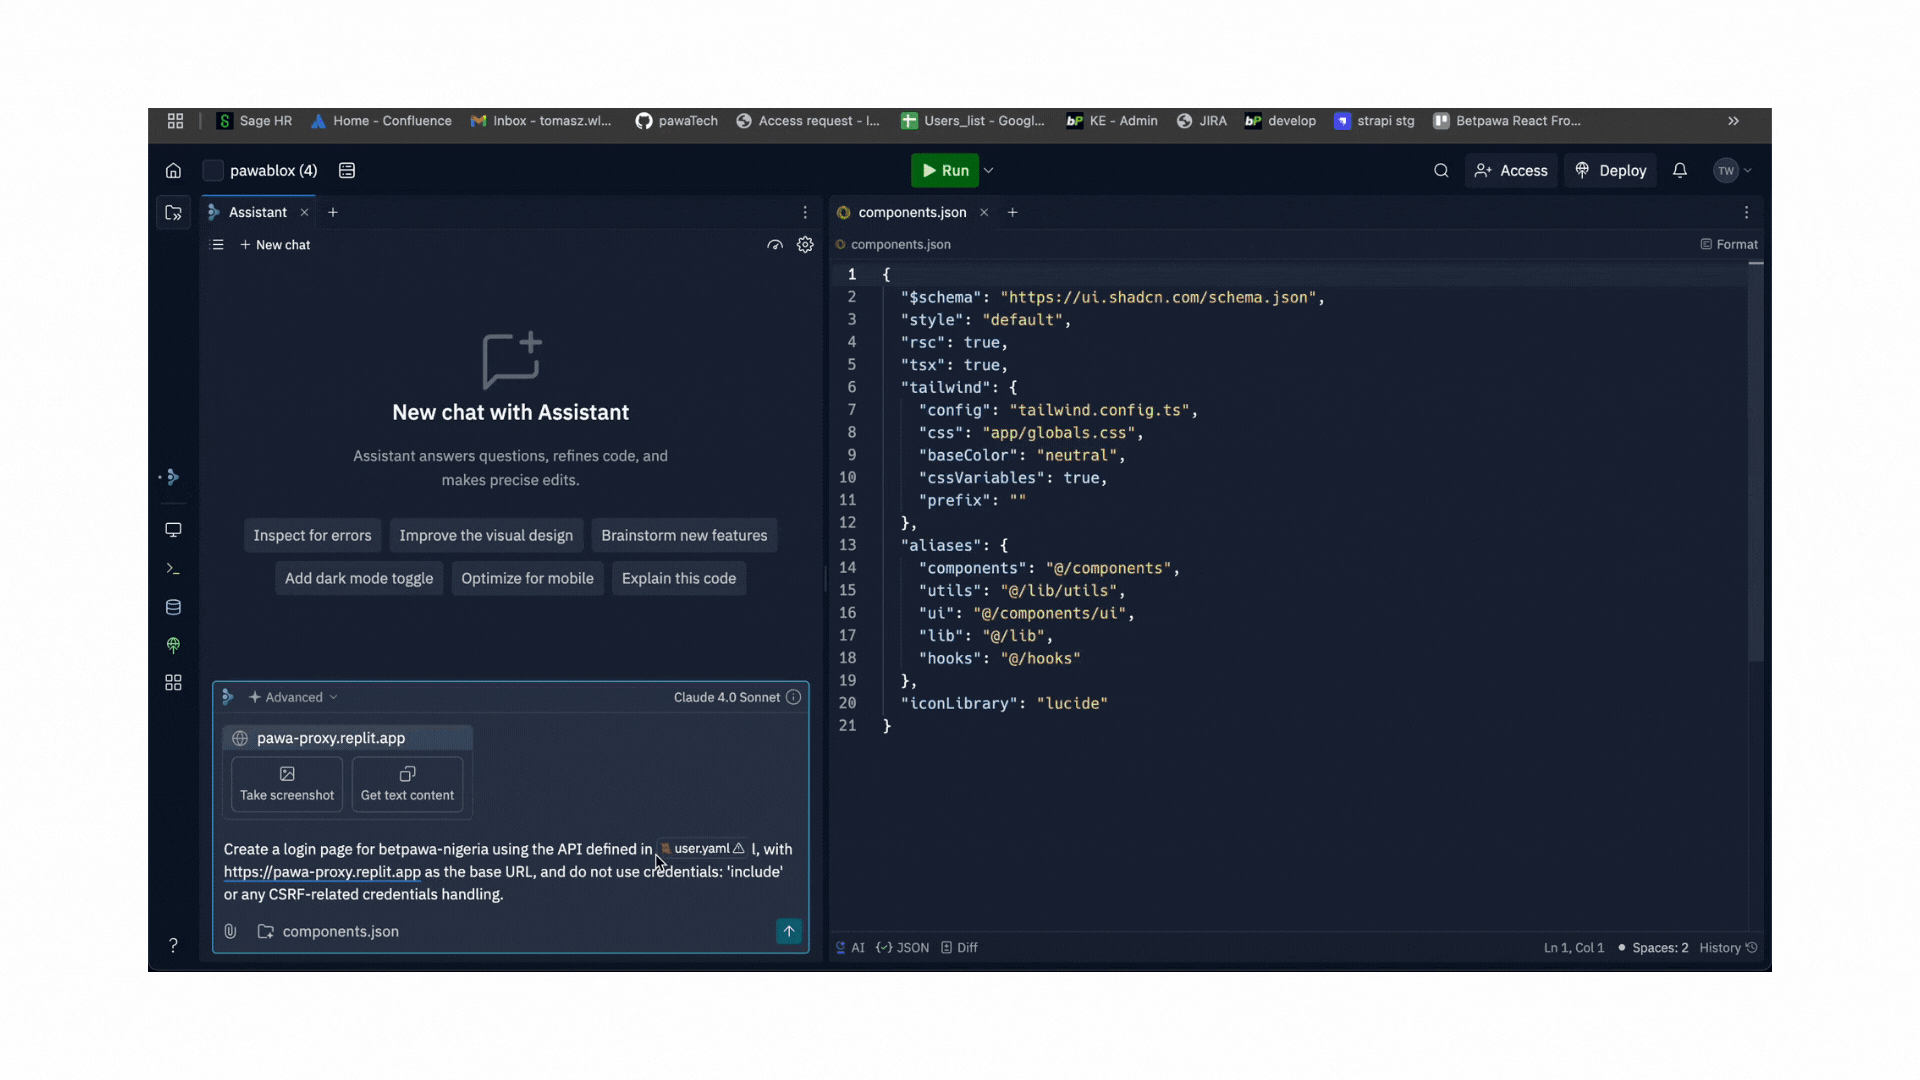 Sage HR
Home - Confluence
Inbox - tomasz.wl...
pawaTech
Access request - I...
Users_list - Googl...
bP KE - Admin
JIRA
bP develop
strapi stg
Betpawa React Fro...
pawablox (4)
Run
Access
Deploy
TW
Assistant
New chat
New chat with Assistant
Assistant answers questions, refines code, and
makes precise edits.
Inspect for errors
Improve the visual design
Brainstorm new features
Add dark mode toggle
Optimize for mobile
Explain this code
Advanced
Claude 4.0 Sonnet
pawa-proxy.replit.app
Take screenshot
Get text content
Create a login page for betpawa-nigeria using the API defined in user.yaml l, with
https://pawa-proxy.replit.app as the base URL, and do not use credentials: 'include'
or any CSRF-related credentials handling.
components.json
?
components.json
components.json
Format
1 {
2 "$schema": "https://ui.shadcn.com/schema.json",
3 "style": "default",
4 "rsc": true,
5 "tsx": true,
6 "tailwind": {
7 "config": "tailwind.config.ts",
8 "css": "app/globals.css",
9 "baseColor": "neutral",
10 "cssVariables": true,
11 "prefix": ""
12 },
13 "aliases": {
14 "components": "@/components",
15 "utils": "@/lib/utils",
16 "ui": "@/components/ui",
17 "lib": "@/lib",
18 "hooks": "@/hooks"
19 },
20 "iconLibrary": "lucide"
21 }
AI
JSON
Diff
Ln 1, Col 1
Spaces: 2
History